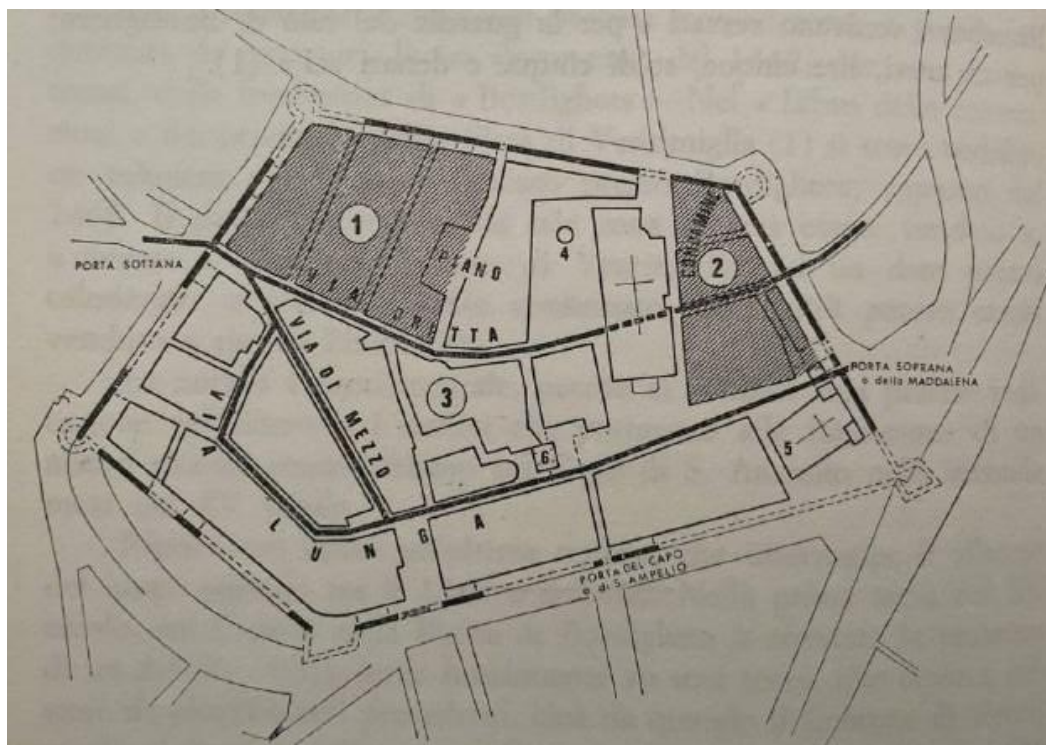 1
PIANO
4
2
PORTA SOTTANA
VIA DRITTA
VIA DI MEZZO
3
PORTA SOPRANA
o della MADDALENA
6
5
VIA LUNGA
PORTA DEL CAPO
o di S. AMPELIO